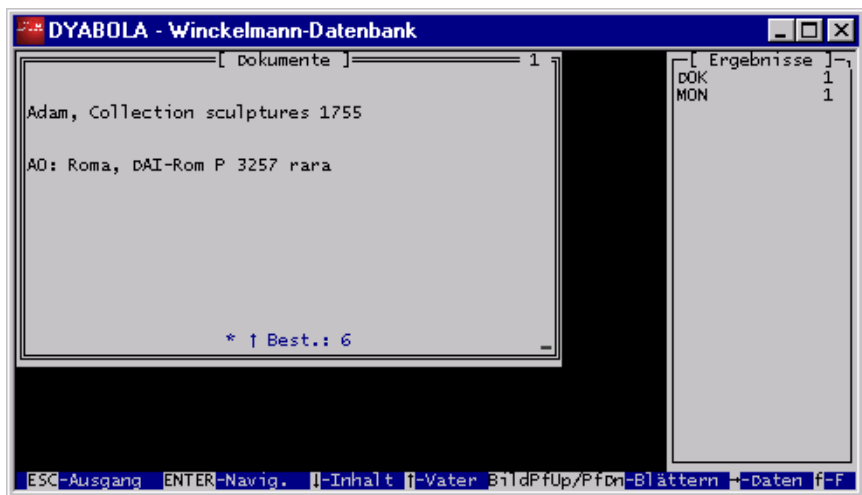 DYABOLA - Winckelmann-Datenbank
[ Dokumente ] 1
Adam, Collection sculptures 1755
AO: Roma, DAI-Rom P 3257 rara
* ↑ Best.: 6
[ Ergebnisse ]
DOK 1
MON 1
ESC-Ausgang ENTER-Navig. ↓-Inhalt ↑-Vater BildPfUp/PfDn-Blättern →-Daten f-F